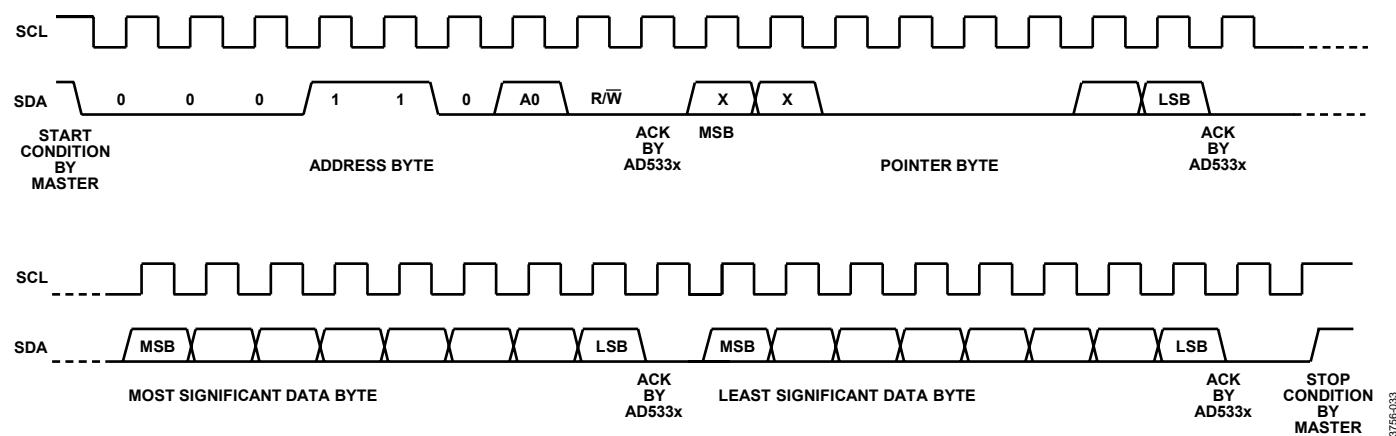 SCL
SDA 0 0 0 1 1 0 A0 R/W̅ X X LSB
START
CONDITION
BY
MASTER
ADDRESS BYTE
ACK
BY
AD533x
MSB
POINTER BYTE
ACK
BY
AD533x
SCL
SDA MSB LSB MSB LSB
MOST SIGNIFICANT DATA BYTE
ACK
BY
AD533x
LEAST SIGNIFICANT DATA BYTE
ACK
BY
AD533x
STOP
CONDITION
BY
MASTER